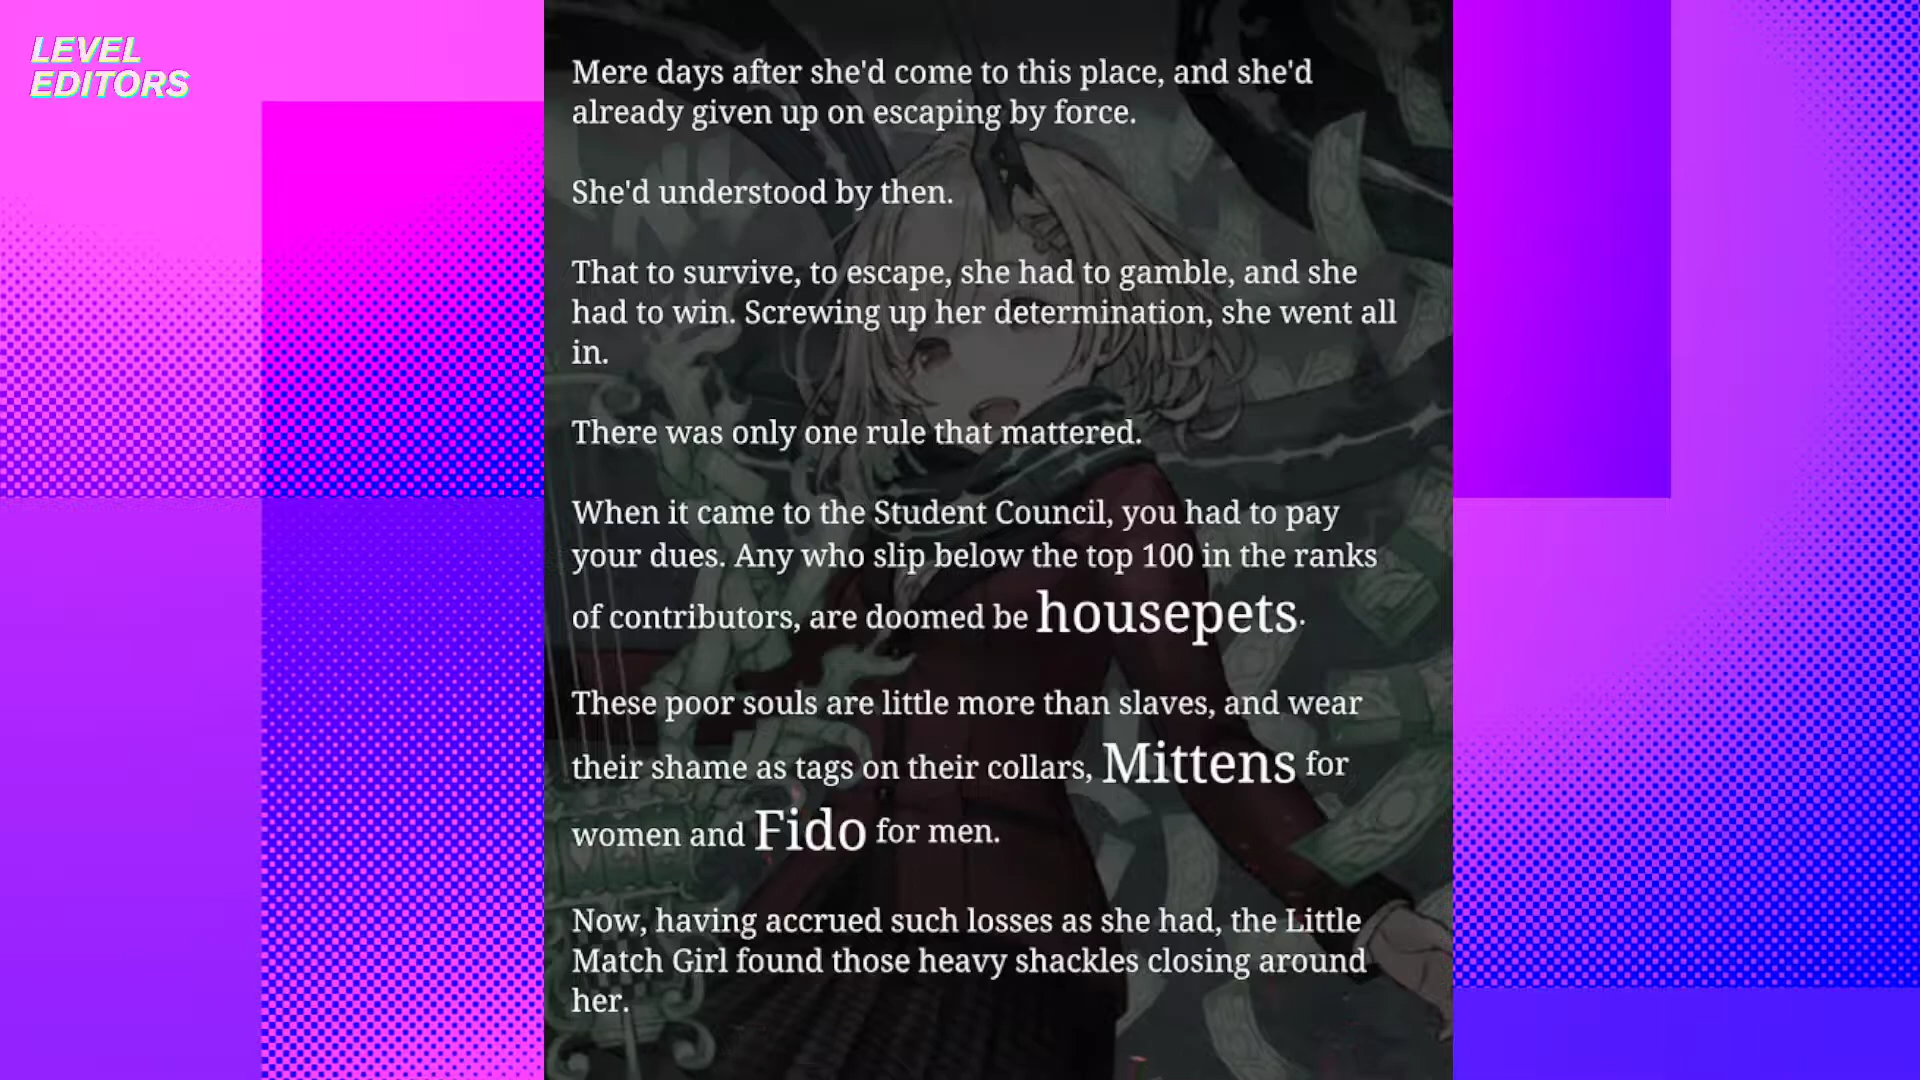 LEVEL
EDITORS
Mere days after she'd come to this place, and she'd
already given up on escaping by force.
She'd understood by then.
That to survive, to escape, she had to gamble, and she
had to win. Screwing up her determination, she went all
in.
There was only one rule that mattered.
When it came to the Student Council, you had to pay
your dues. Any who slip below the top 100 in the ranks
of contributors, are doomed be housepets.
These poor souls are little more than slaves, and wear
their shame as tags on their collars, Mittens for
women and Fido for men.
Now, having accrued such losses as she had, the Little
Match Girl found those heavy shackles closing around
her.